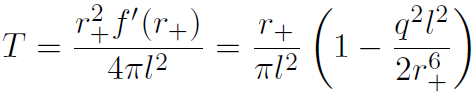 T = \frac{r_+^2 f'(r_+)}{4\pi l^2} = \frac{r_+}{\pi l^2} \left( 1 - \frac{q^2 l^2}{2 r_+^6} \right)